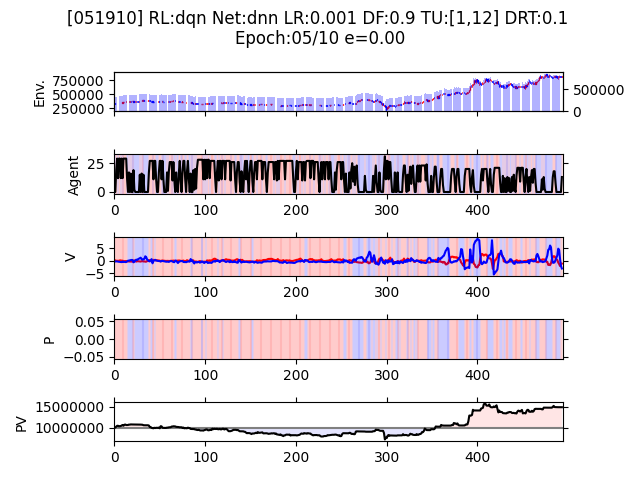 [051910] RL:dqn Net:dnn LR:0.001 DF:0.9 TU:[1,12] DRT:0.1
Epoch:05/10 e=0.00
Env.
750000
500000
250000
500000
0
Agent
25
0
0 100 200 300 400
V
5
0
−5
0 100 200 300 400
P
0.05
0.00
−0.05
0 100 200 300 400
PV
15000000
10000000
0 100 200 300 400